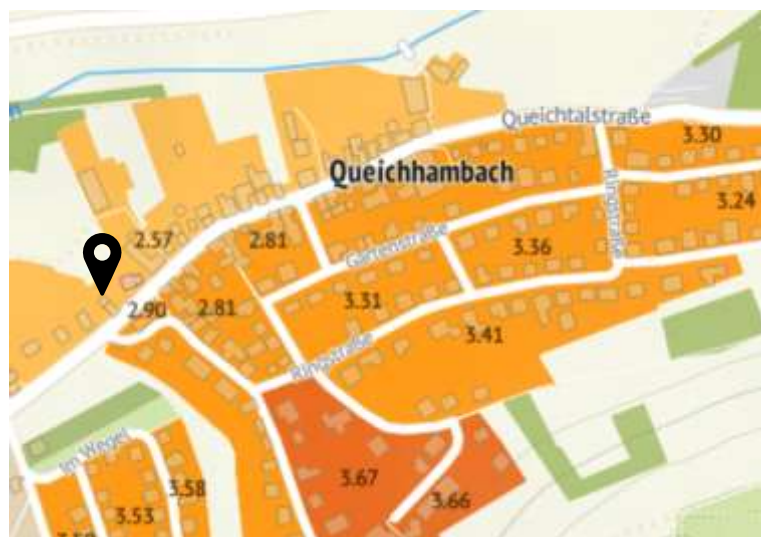 Queichtalstraße
3.30
Queichhambach
Ringstraße
3.24
2.57
2.81
Gartenstraße
3.36
2.90
2.81
3.31
3.41
Ringstraße
Im Wegel
3.58
3.67
3.66
3.53